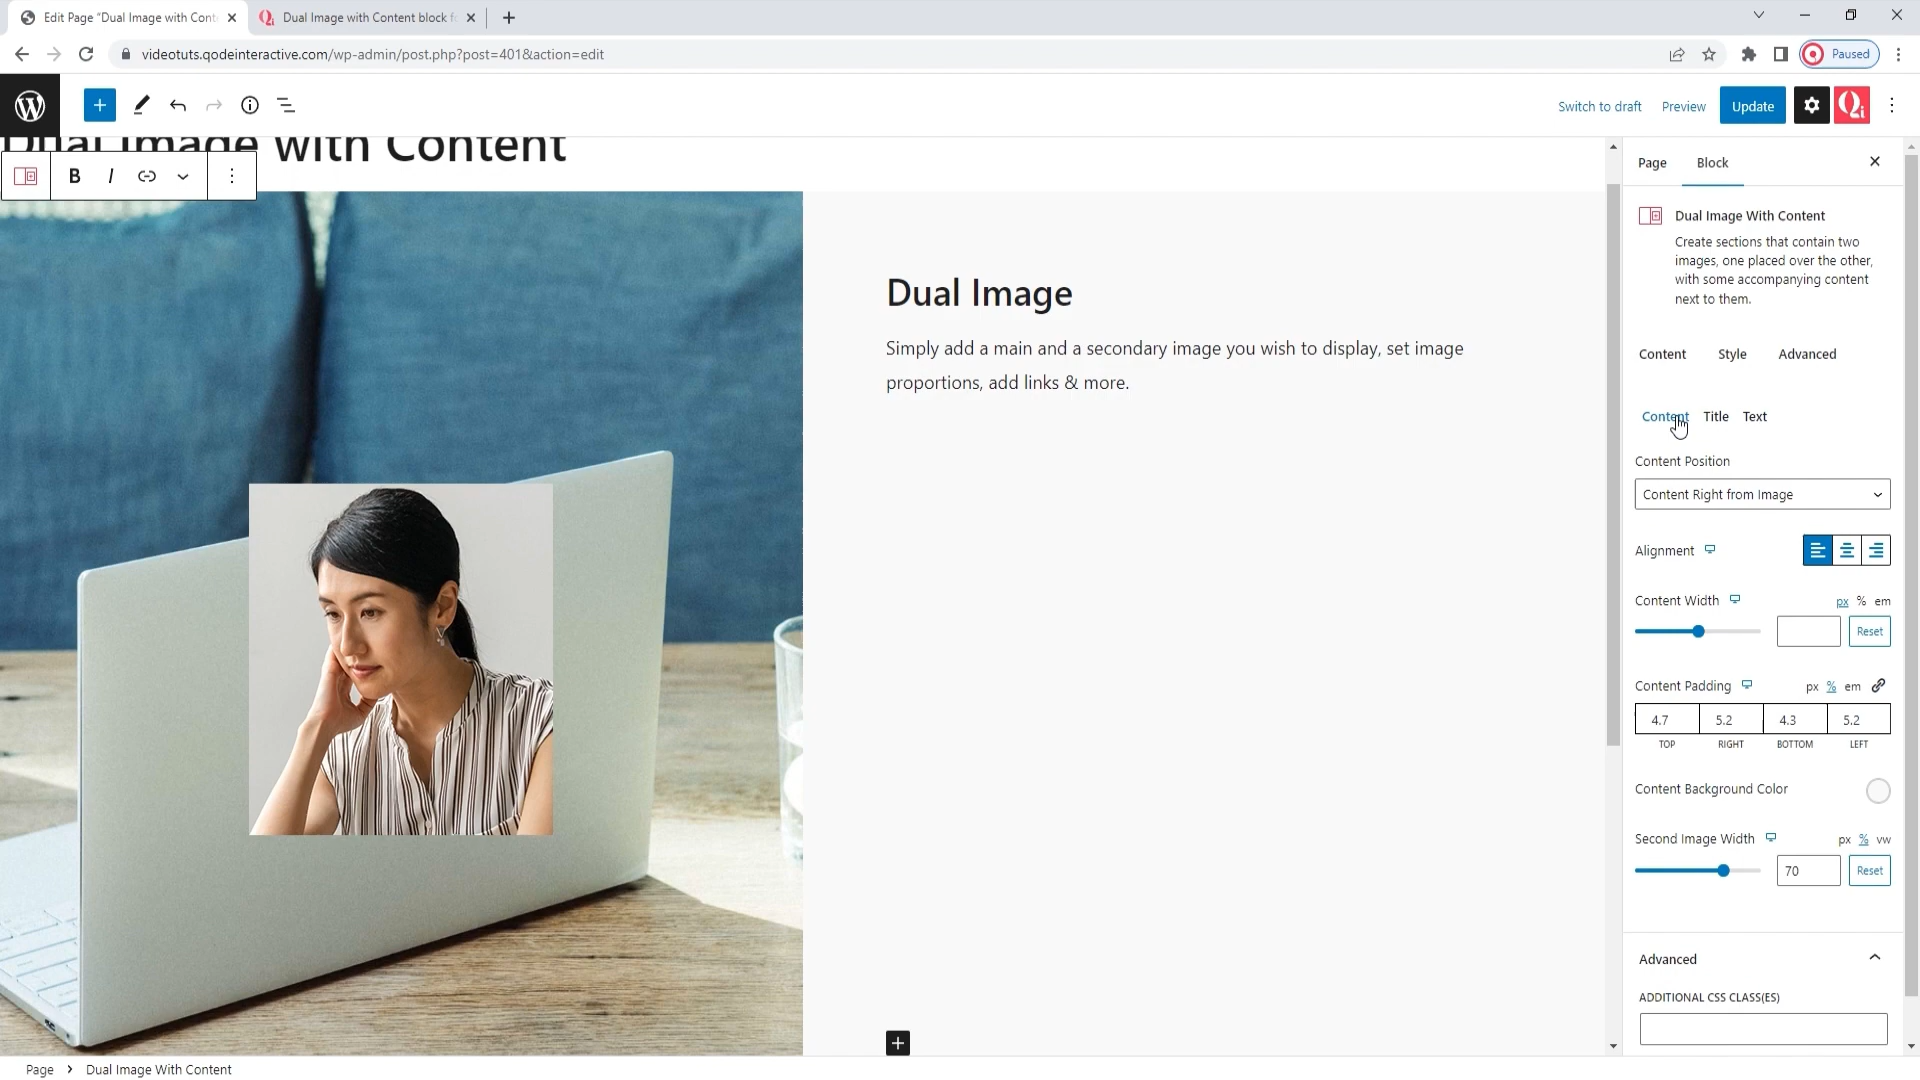 Edit Page "Dual Image with Cont
Dual Image with Content block f
videotuts.qodeinteractive.com/wp-admin/post.php?post=401&action=edit
Paused
Switch to draft
Preview
Update
Dual Image with Content
B
I
Page
Block
Dual Image With Content
Create sections that contain two
images, one placed over the other,
with some accompanying content
next to them.
Content Style Advanced
Content Title Text
Content Position
Content Right from Image
Alignment
Content Width
px % em
Reset
Content Padding
px % em
4.7 5.2 4.3 5.2
TOP RIGHT BOTTOM LEFT
Content Background Color
Second Image Width
px % vw
70
Reset
Advanced
ADDITIONAL CSS CLASS(ES)
Dual Image
Simply add a main and a secondary image you wish to display, set image
proportions, add links & more.
Page
Dual Image With Content